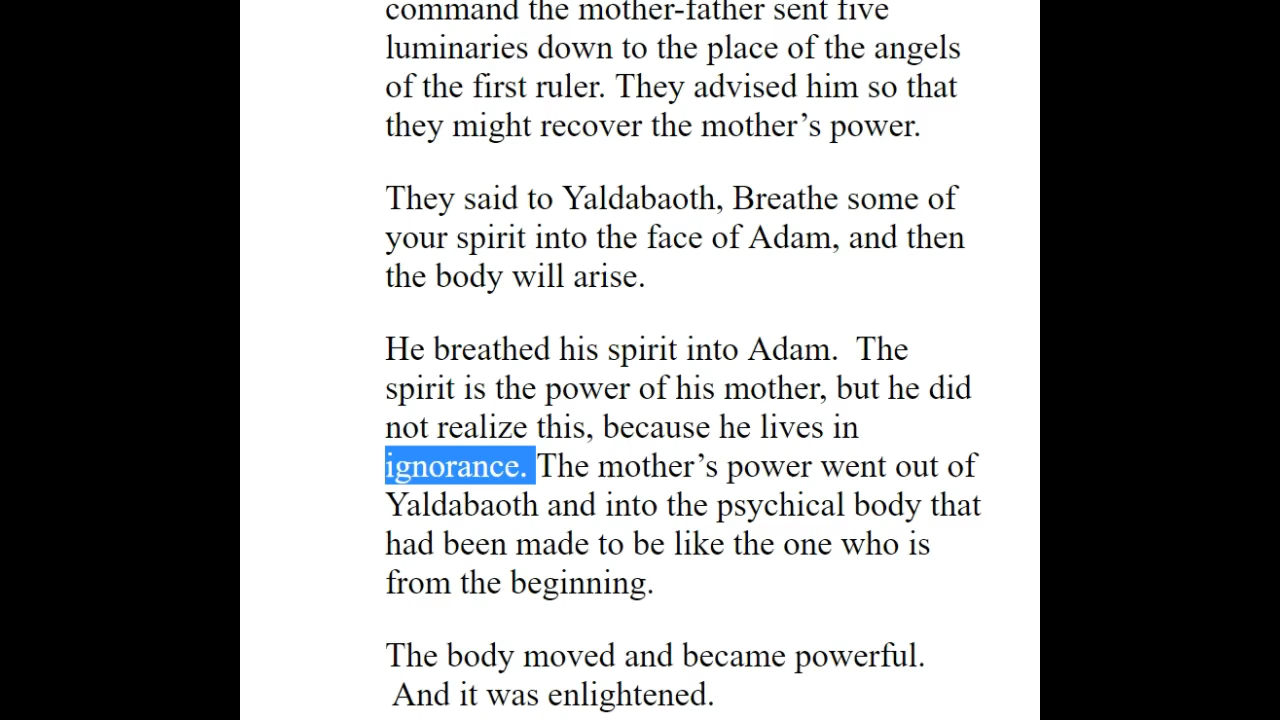 command the mother-father sent five
luminaries down to the place of the angels
of the first ruler. They advised him so that
they might recover the mother’s power.
They said to Yaldabaoth, Breathe some of
your spirit into the face of Adam, and then
the body will arise.
He breathed his spirit into Adam.  The
spirit is the power of his mother, but he did
not realize this, because he lives in
ignorance. The mother’s power went out of
Yaldabaoth and into the psychical body that
had been made to be like the one who is
from the beginning.
The body moved and became powerful.
And it was enlightened.